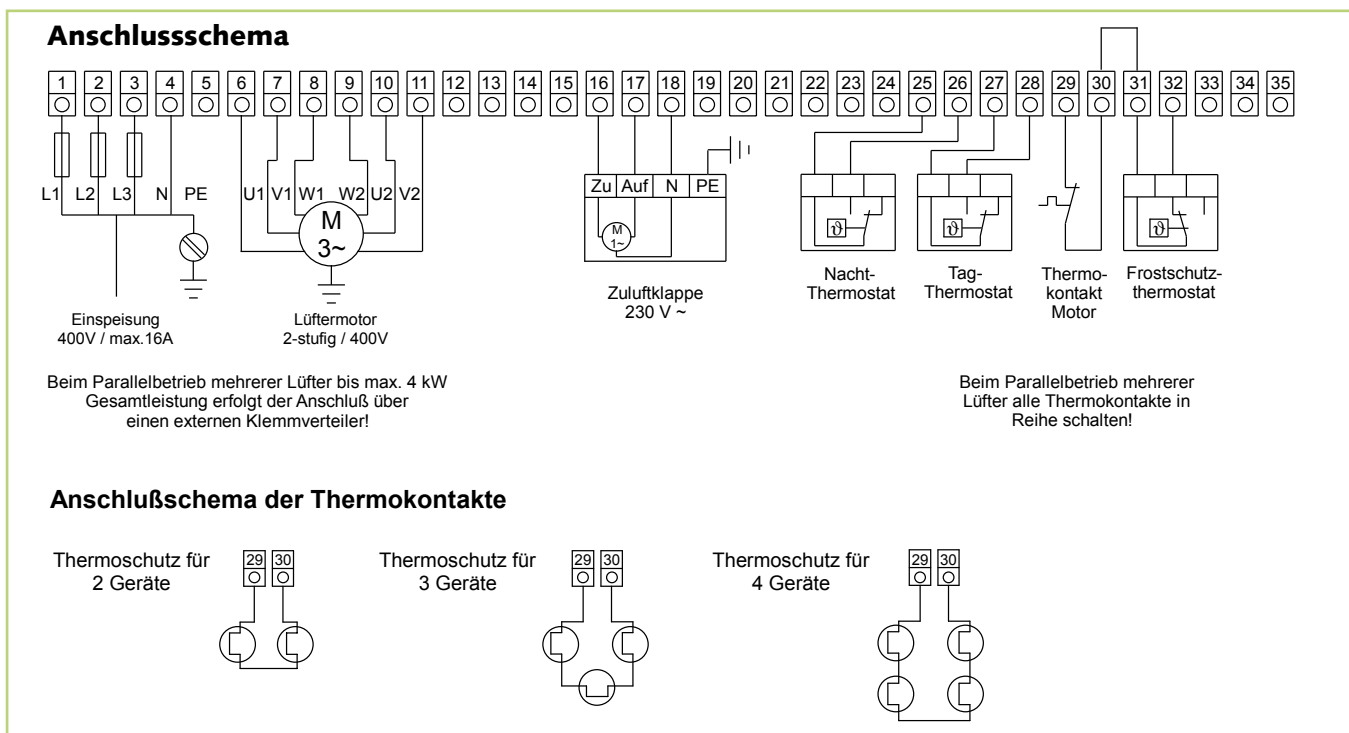 Anschlussschema
1 2 3 4 5 6 7 8 9 10 11 12 13 14 15 16 17 18 19 20 21 22 23 24 25 26 27 28 29 30 31 32 33 34 35
L1 L2 L3 N PE
U1 V1 W1 W2 U2 V2
M
3~
Zu Auf N PE
M
1~
ϑ
ϑ
ϑ
Einspeisung
400V / max.16A
Lüftermotor
2-stufig / 400V
Zuluftklappe
230 V ~
Nacht-
Thermostat
Tag-
Thermostat
Thermo-
kontakt
Motor
Frostschutz-
thermostat
Beim Parallelbetrieb mehrerer Lüfter bis max. 4 kW
Gesamtleistung erfolgt der Anschluß über
einen externen Klemmverteiler!
Beim Parallelbetrieb mehrerer
Lüfter alle Thermokontakte in
Reihe schalten!
Anschlußschema der Thermokontakte
Thermoschutz für
2 Geräte
29 30
Thermoschutz für
3 Geräte
29 30
Thermoschutz für
4 Geräte
29 30